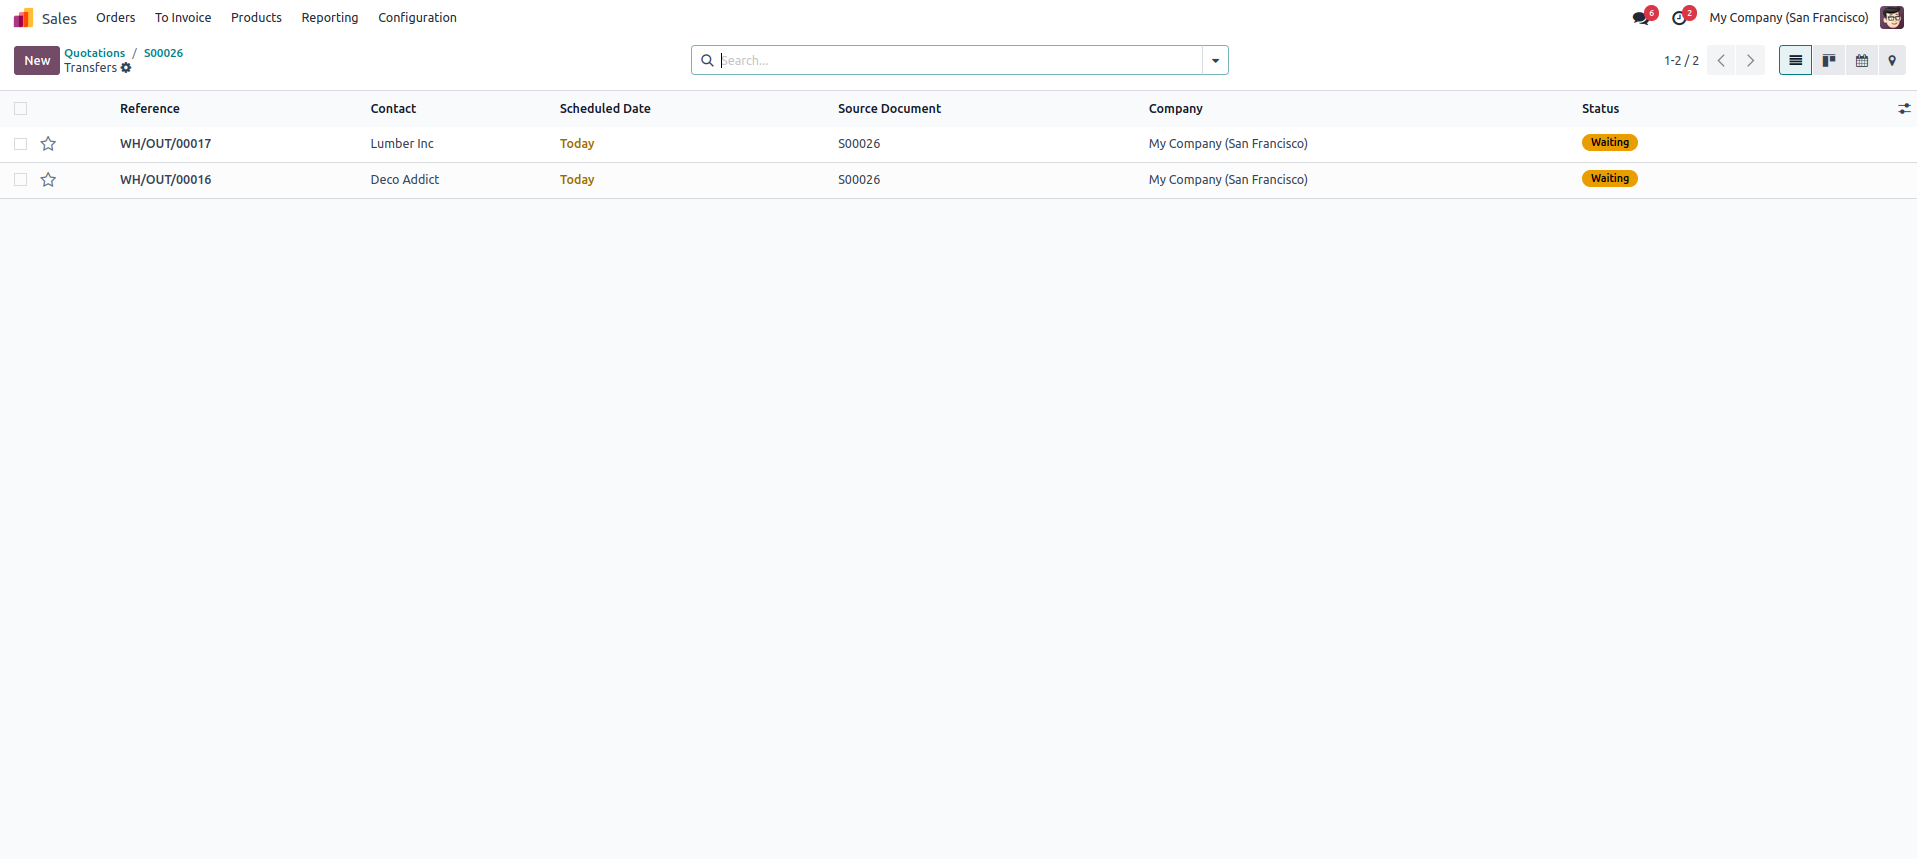 Sales Orders To Invoice Products Reporting Configuration 6 2 My Company (San Francisco)
New Quotations / S00026 Search... 1-2 / 2
Transfers
Reference Contact Scheduled Date Source Document Company Status
WH/OUT/00017 Lumber Inc Today S00026 My Company (San Francisco) Waiting
WH/OUT/00016 Deco Addict Today S00026 My Company (San Francisco) Waiting